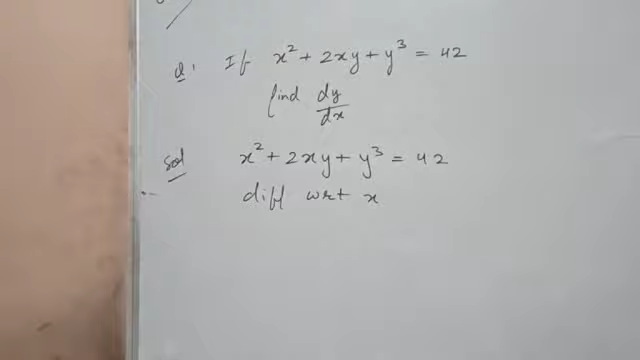 Q. If x² + 2xy + y³ = 42
find dy/dx
Sol x² + 2xy + y³ = 42
diff wrt x